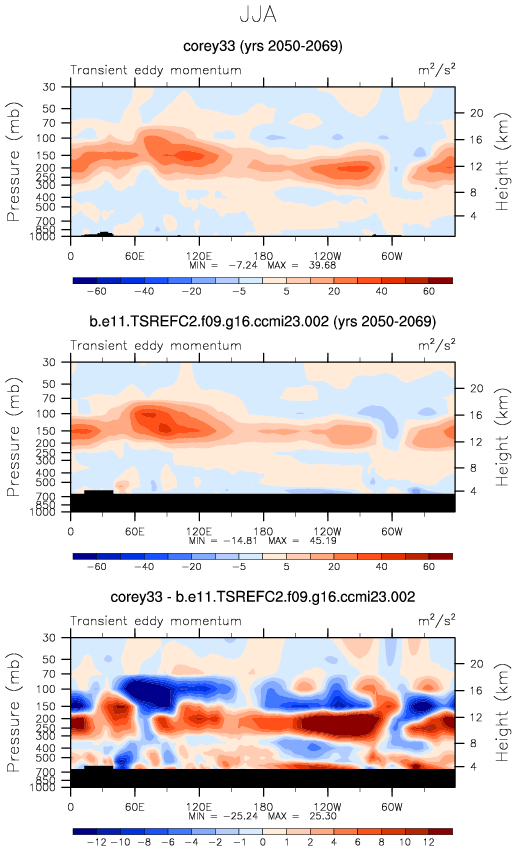 JJA
corey33 (yrs 2050-2069)
Transient eddy momentum m²/s²
Pressure (mb)
30
50
70
100
150
200
250
300
400
500
700
850
1000
Height (km)
20
16
12
8
4
0 60E 120E 180 120W 60W
MIN = -7.24 MAX = 39.68
-60 -40 -20 -5 5 20 40 60
b.e11.TSREFC2.f09.g16.ccmi23.002 (yrs 2050-2069)
Transient eddy momentum m²/s²
Pressure (mb)
30
50
70
100
150
200
250
300
400
500
700
850
1000
Height (km)
20
16
12
8
4
0 60E 120E 180 120W 60W
MIN = -14.81 MAX = 45.19
-60 -40 -20 -5 5 20 40 60
corey33 - b.e11.TSREFC2.f09.g16.ccmi23.002
Transient eddy momentum m²/s²
Pressure (mb)
30
50
70
100
150
200
250
300
400
500
700
850
1000
Height (km)
20
16
12
8
4
0 60E 120E 180 120W 60W
MIN = -25.24 MAX = 25.30
-12 -10 -8 -6 -4 -2 -1 0 1 2 4 6 8 10 12